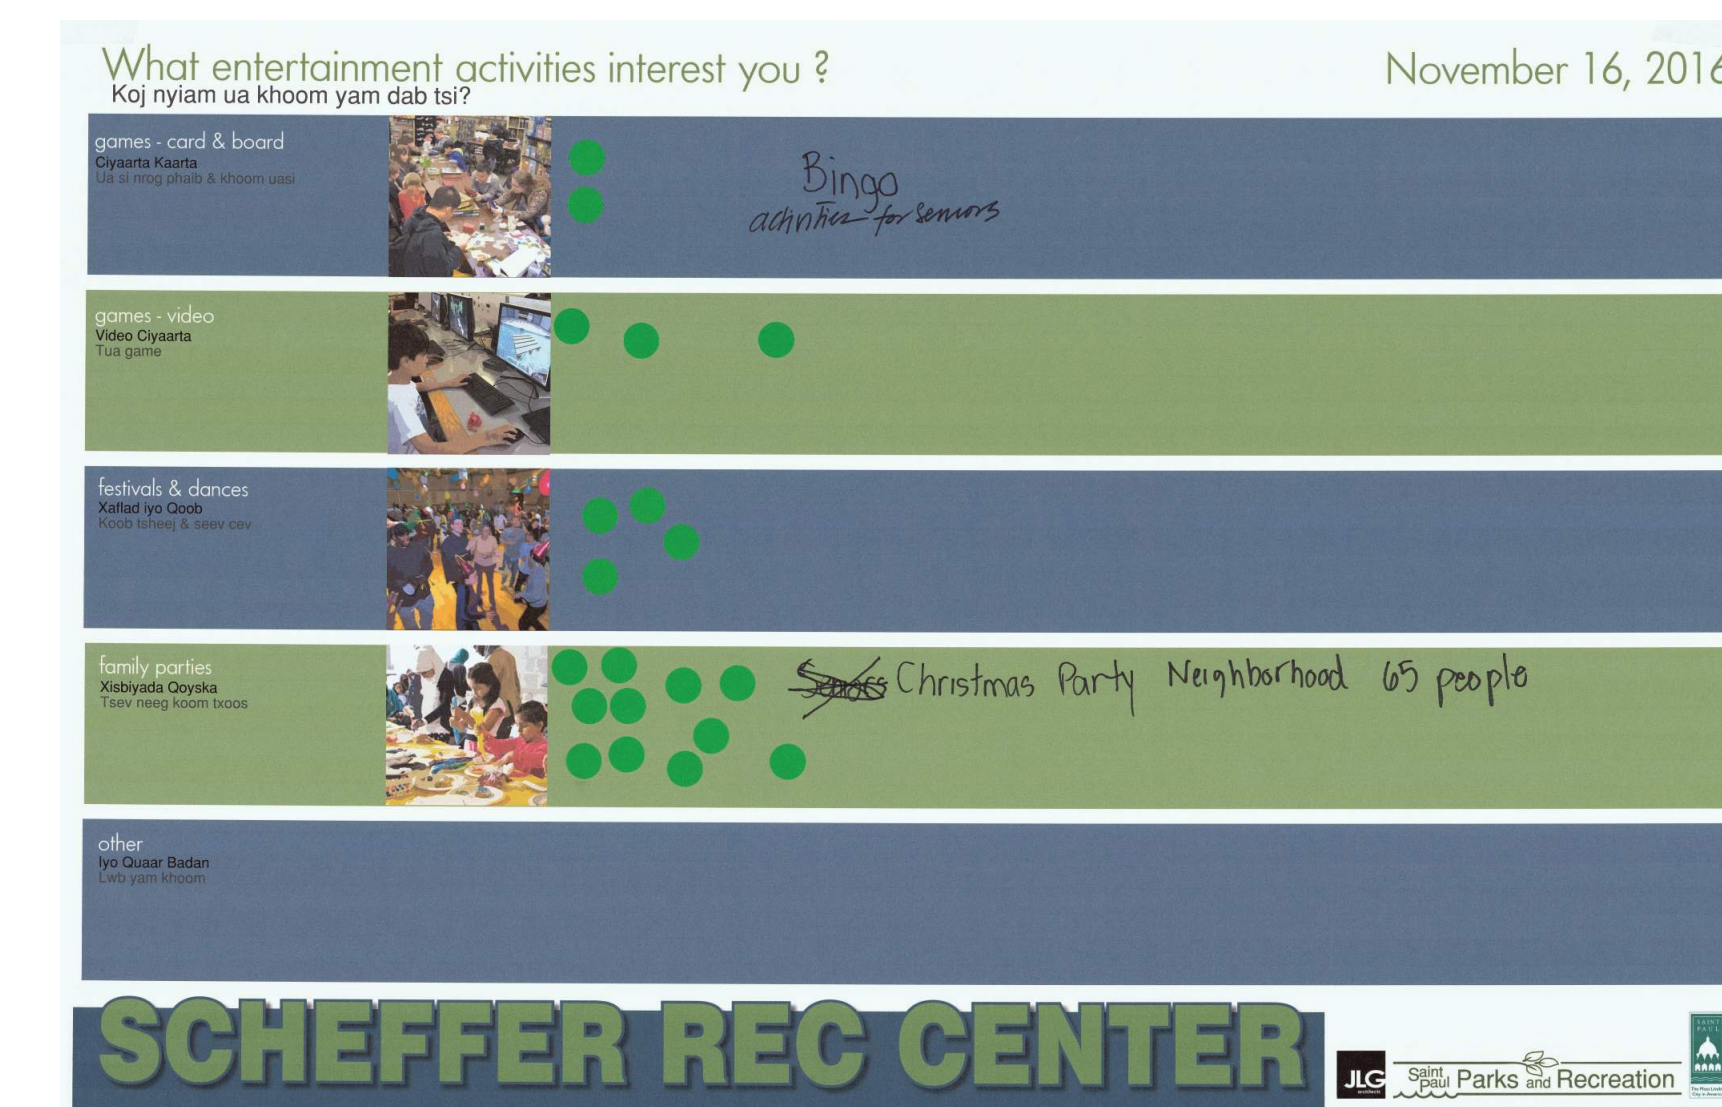 What entertainment activities interest you ?
November 16, 2016
Koj nyiam ua khoom yam dab tsi?
games - card & board
Ciyaarta Kaarta
Ua si nrog phaib & khoom uasi
Bingo
activities for seniors
games - video
Video Ciyaarta
Tua game
festivals & dances
Xaflad iyo Qoob
Koob tsheej & seev cev
family parties
Xisbiyada Qoyska
Tsev neeg koom txoos
Christmas Party Neighborhood 65 people
other
Iyo Quaar Badan
Lwb yam khoom
SCHEFFER REC CENTER
JLG
architects
Saint Paul Parks and Recreation
SAINT
PAUL